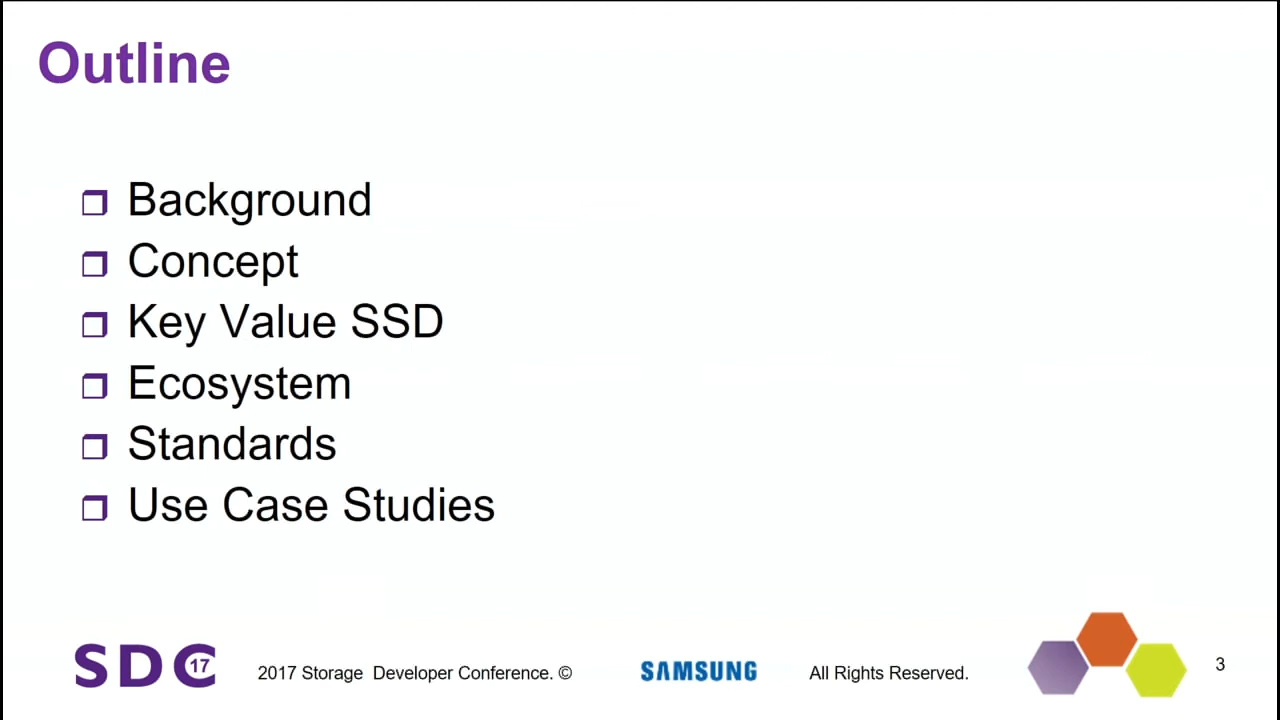 Outline
Background
Concept
Key Value SSD
Ecosystem
Standards
Use Case Studies
SDC 17 2017 Storage Developer Conference. © SAMSUNG All Rights Reserved. 3